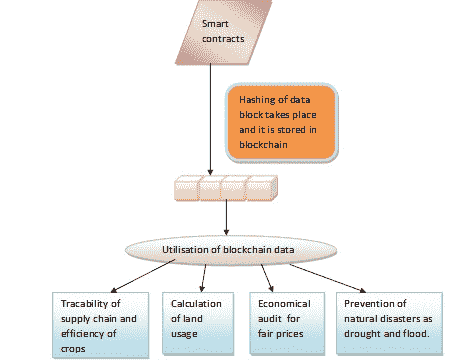 Smart
contracts
Hashing of data
block takes place
and it is stored in
blockchain
Utilisation of blockchain data
Tracability of
supply chain and
efficiency of
crops
Calculation
of land
usage
Economical
audit for
fair prices
Prevention of
natural disasters as
drought and flood.